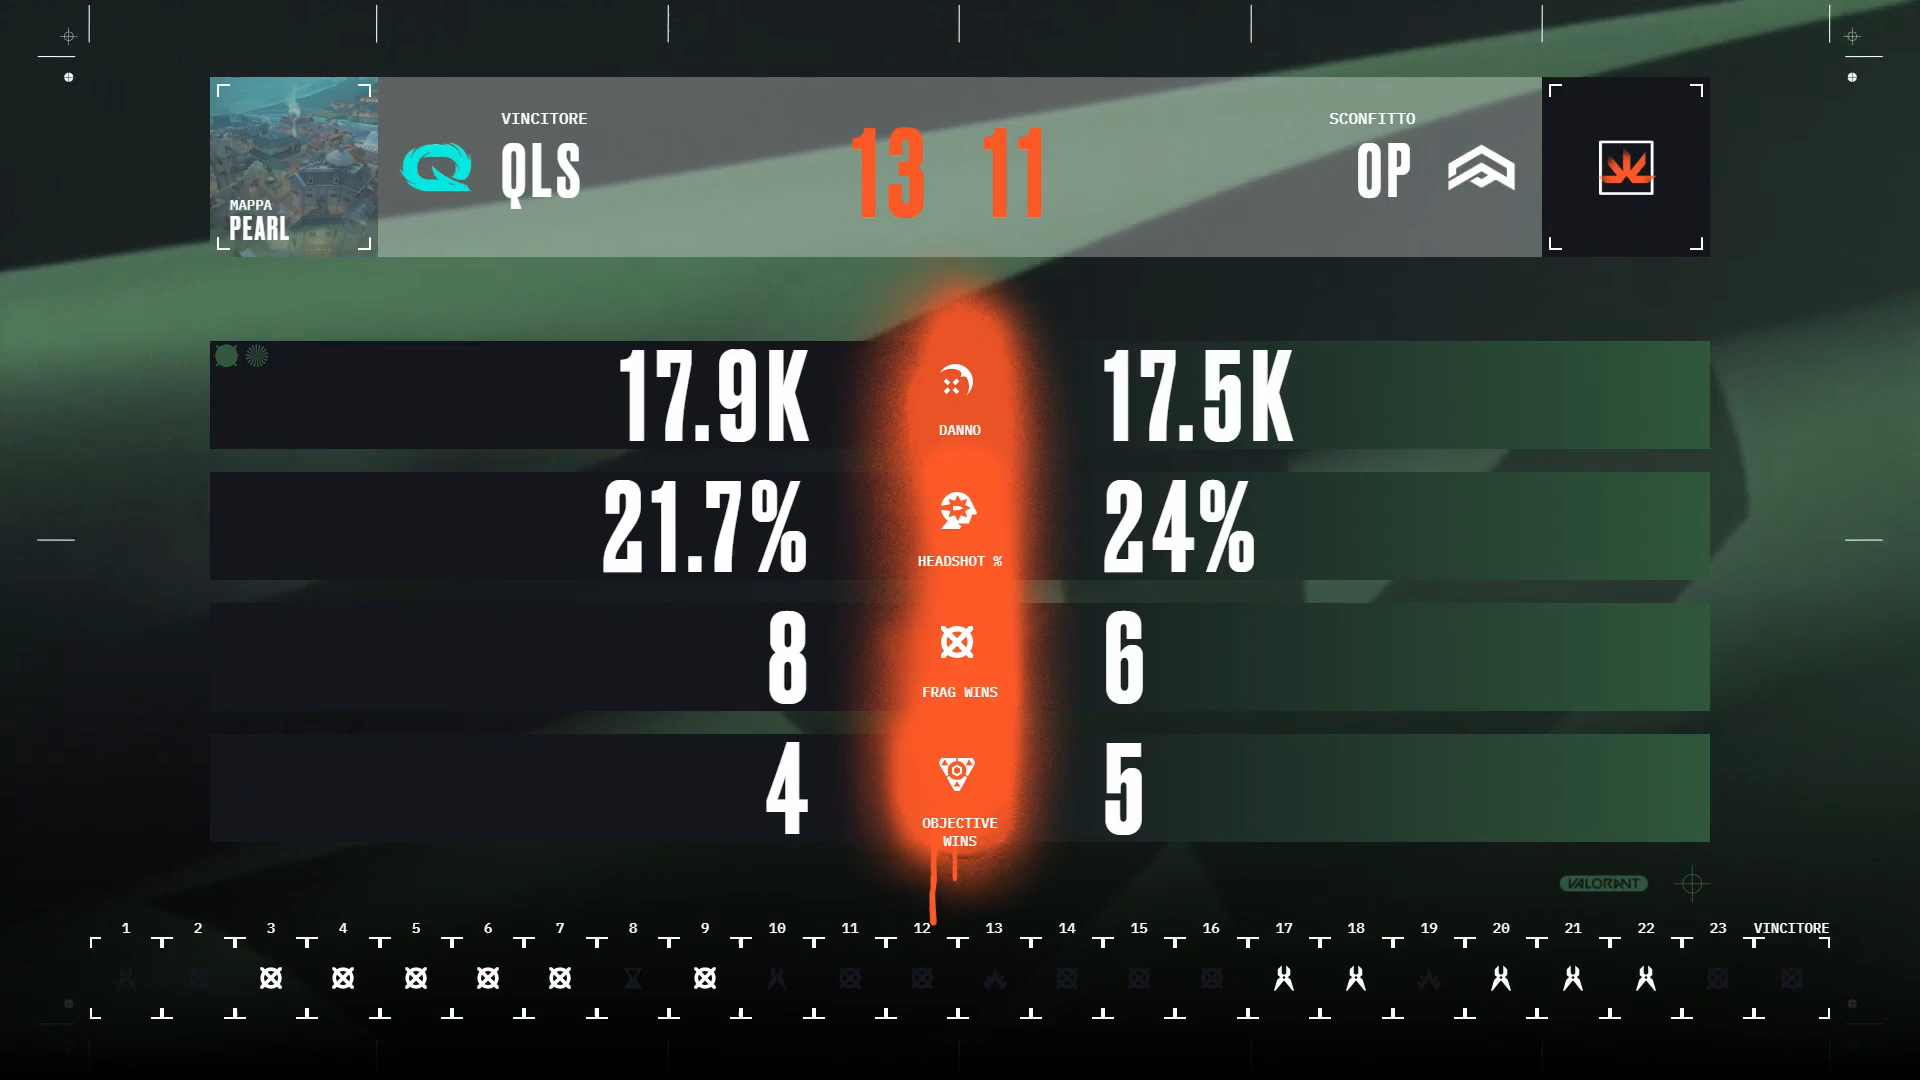 MAPPA
PEARL
VINCITORE
QLS
13 11
SCONFITTO
OP
17.9K
DANNO
17.5K
21.7%
HEADSHOT %
24%
8
FRAG WINS
6
4
OBJECTIVE
WINS
5
VALORANT
1 2 3 4 5 6 7 8 9 10 11 12 13 14 15 16 17 18 19 20 21 22 23 VINCITORE